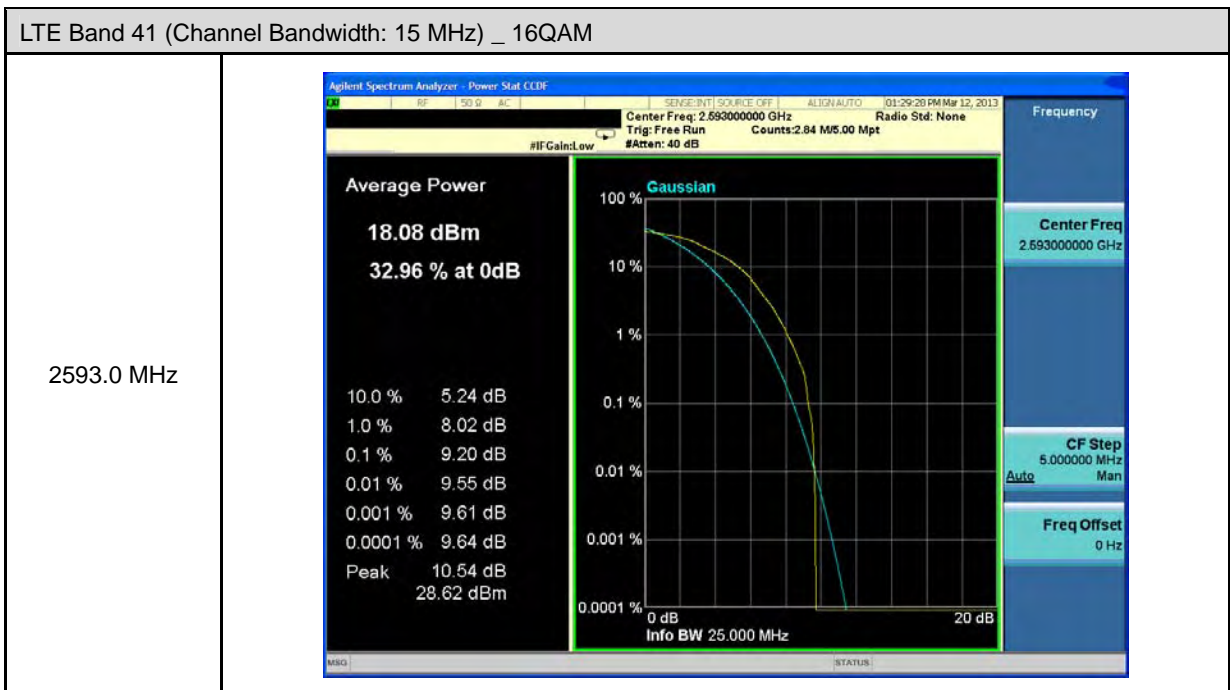 LTE Band 41 (Channel Bandwidth: 15 MHz) _ 16QAM
2593.0 MHz
Agilent Spectrum Analyzer - Power Stat CCDF
LXI RF 50 Ω AC SENSE:INT SOURCE OFF ALIGN AUTO 01:29:28 PM Mar 12, 2013
Center Freq: 2.593000000 GHz Radio Std: None
Trig: Free Run Counts:2.84 M/5.00 Mpt
#IFGain:Low #Atten: 40 dB
Average Power
18.08 dBm
32.96 % at 0dB
10.0 % 5.24 dB
1.0 % 8.02 dB
0.1 % 9.20 dB
0.01 % 9.55 dB
0.001 % 9.61 dB
0.0001 % 9.64 dB
Peak 10.54 dB
28.62 dBm
Gaussian
100 %
10 %
1 %
0.1 %
0.01 %
0.001 %
0.0001 %
0 dB 20 dB
Info BW 25.000 MHz
Frequency
Center Freq
2.593000000 GHz
CF Step
5.000000 MHz
Auto Man
Freq Offset
0 Hz
MSG STATUS